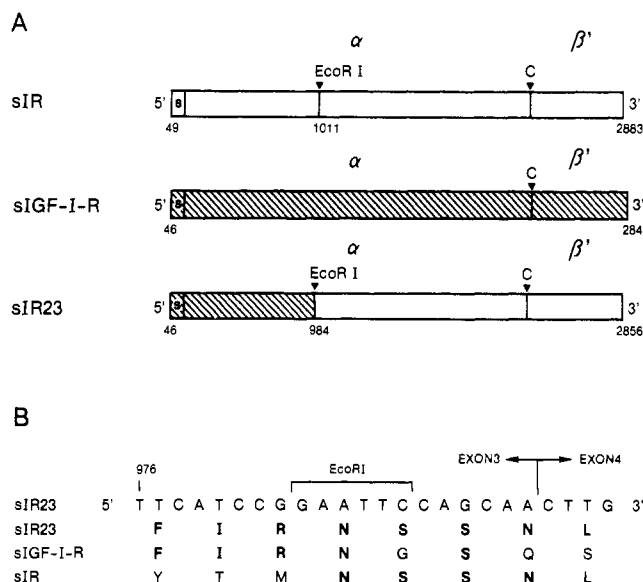 A
α β'
EcoR I C
sIR 5' s 3'
49 1011 2883
α C β'
sIGF-I-R 5' s 3'
46 284
α β'
EcoR I C
sIR23 5' s 3'
46 984 2856
B
976 EcoRI EXON3 EXON4
sIR23 5' T T C A T C C G G A A T T C C A G C A A C T T G 3'
sIR23 F I R N S S N L
sIGF-I-R F I R N G S Q S
sIR Y T M N S S N L